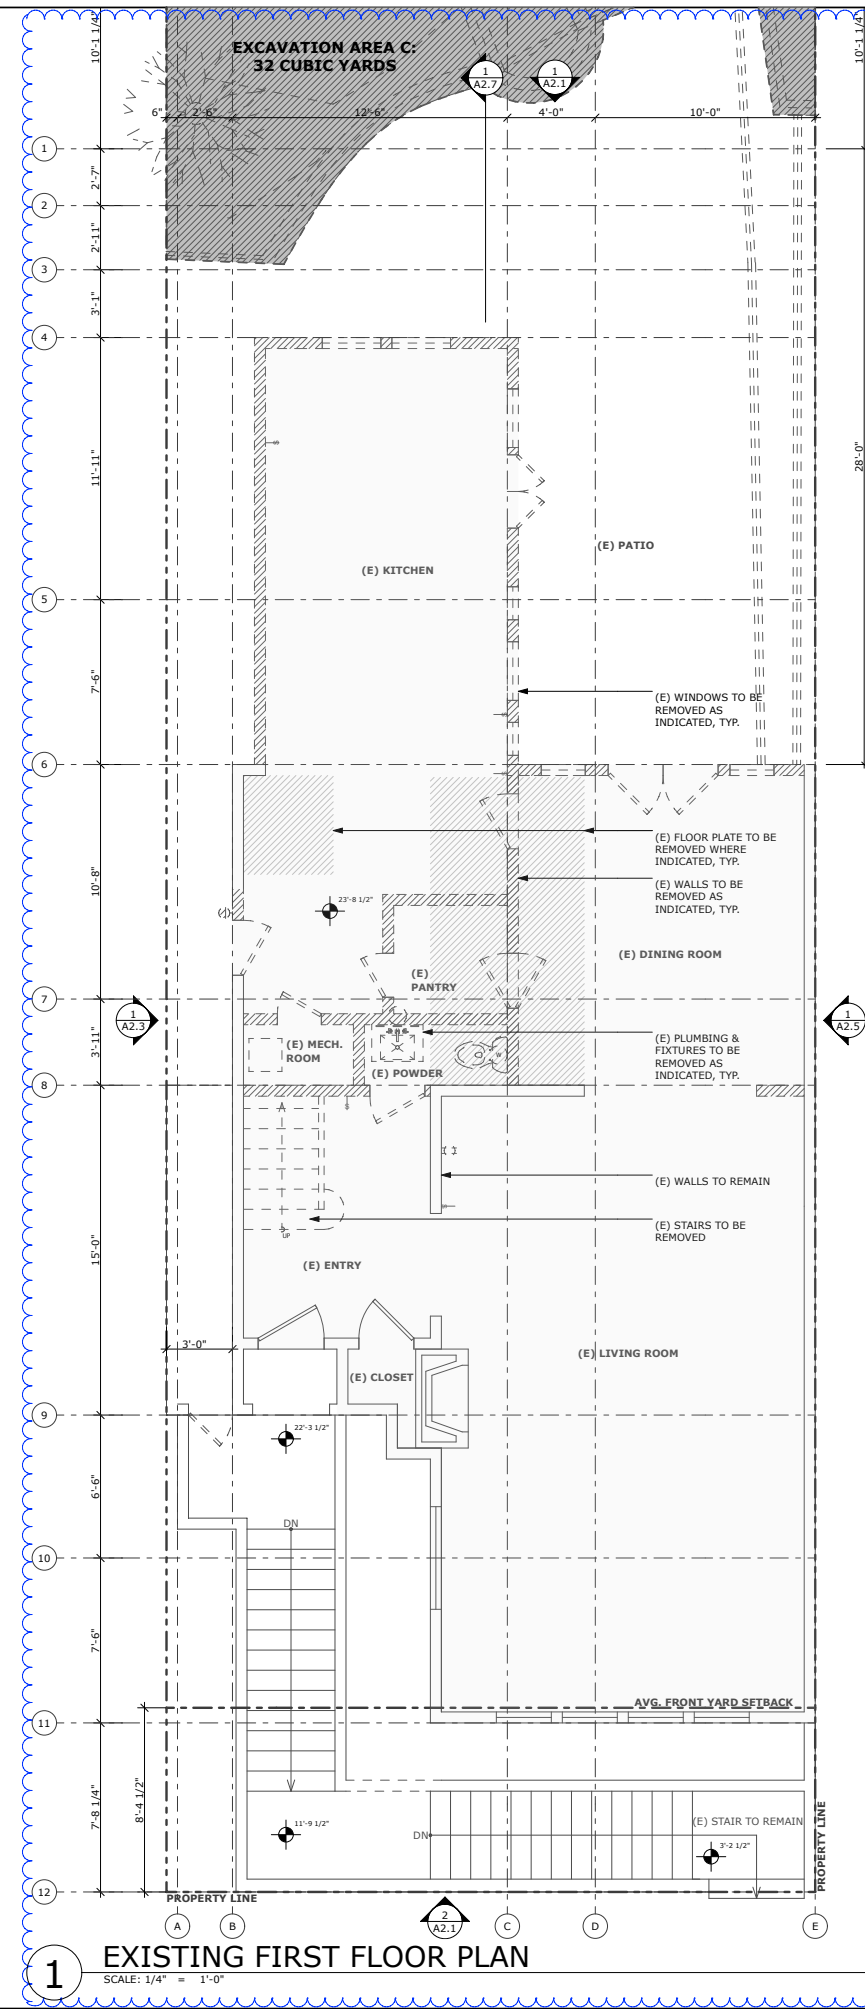 10'-1 1/4"
10'-1 1/4"
EXCAVATION AREA C:
32 CUBIC YARDS
1
A2.7
1
A2.1
6"
2'-6"
12'-6"
4'-0"
10'-0"
1
2'-7"
2
2'-11"
3
3'-1"
4
11'-11"
28'-0"
(E) PATIO
(E) KITCHEN
5
7'-6"
(E) WINDOWS TO BE
REMOVED AS
INDICATED, TYP.
6
(E) FLOOR PLATE TO BE
REMOVED WHERE
INDICATED, TYP.
10'-8"
(E) WALLS TO BE
REMOVED AS
INDICATED, TYP.
23'-8 1/2"
(E) DINING ROOM
(E)
PANTRY
7
1
A2.3
1
A2.5
3'-11"
(E) MECH.
ROOM
(E) POWDER
W
(E) PLUMBING &
FIXTURES TO BE
REMOVED AS
INDICATED, TYP.
8
(E) WALLS TO REMAIN
(E) STAIRS TO BE
REMOVED
UP
15'-0"
(E) ENTRY
3'-0"
(E) LIVING ROOM
(E) CLOSET
9
22'-3 1/2"
6'-6"
DN
10
7'-6"
AVG. FRONT YARD SETBACK
11
7'-8 1/4"
8'-4 1/2"
11'-9 1/2"
DN
(E) STAIR TO REMAIN
3'-2 1/2"
PROPERTY LINE
12
PROPERTY LINE
A
B
2
A2.1
C
D
E
1
EXISTING FIRST FLOOR PLAN
SCALE: 1/4" = 1'-0"